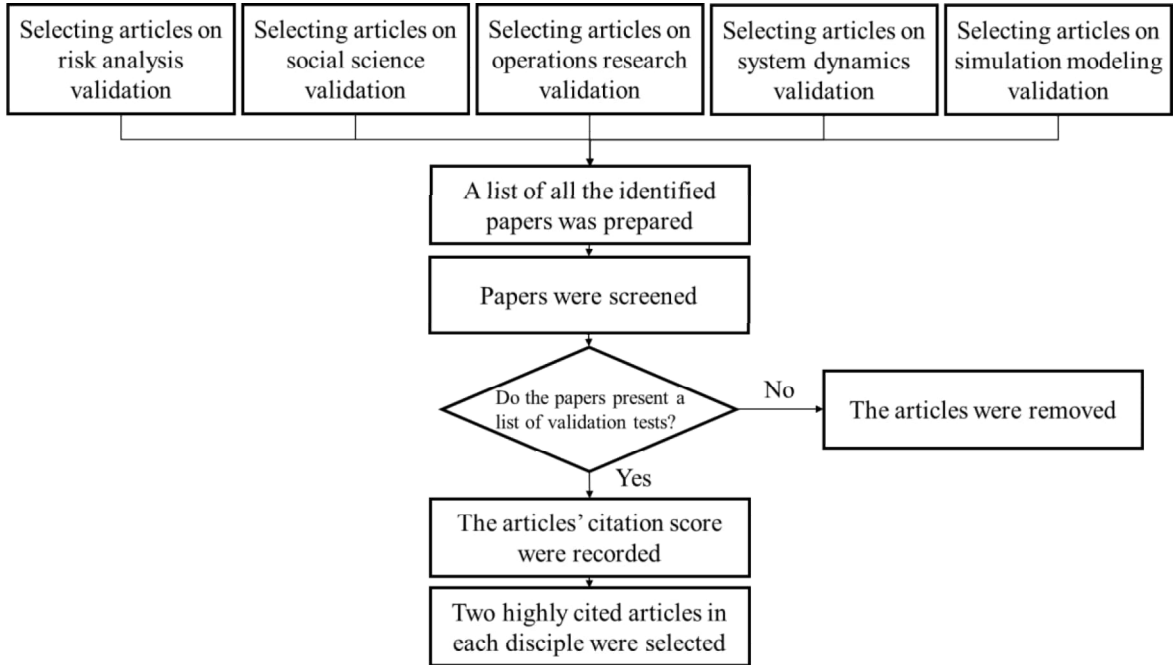 Selecting articles on
risk analysis
validation
Selecting articles on
social science
validation
Selecting articles on
operations research
validation
Selecting articles on
system dynamics
validation
Selecting articles on
simulation modeling
validation
A list of all the identified
papers was prepared
Papers were screened
Do the papers present a
list of validation tests?
No
The articles were removed
Yes
The articles’ citation score
were recorded
Two highly cited articles in
each disciple were selected